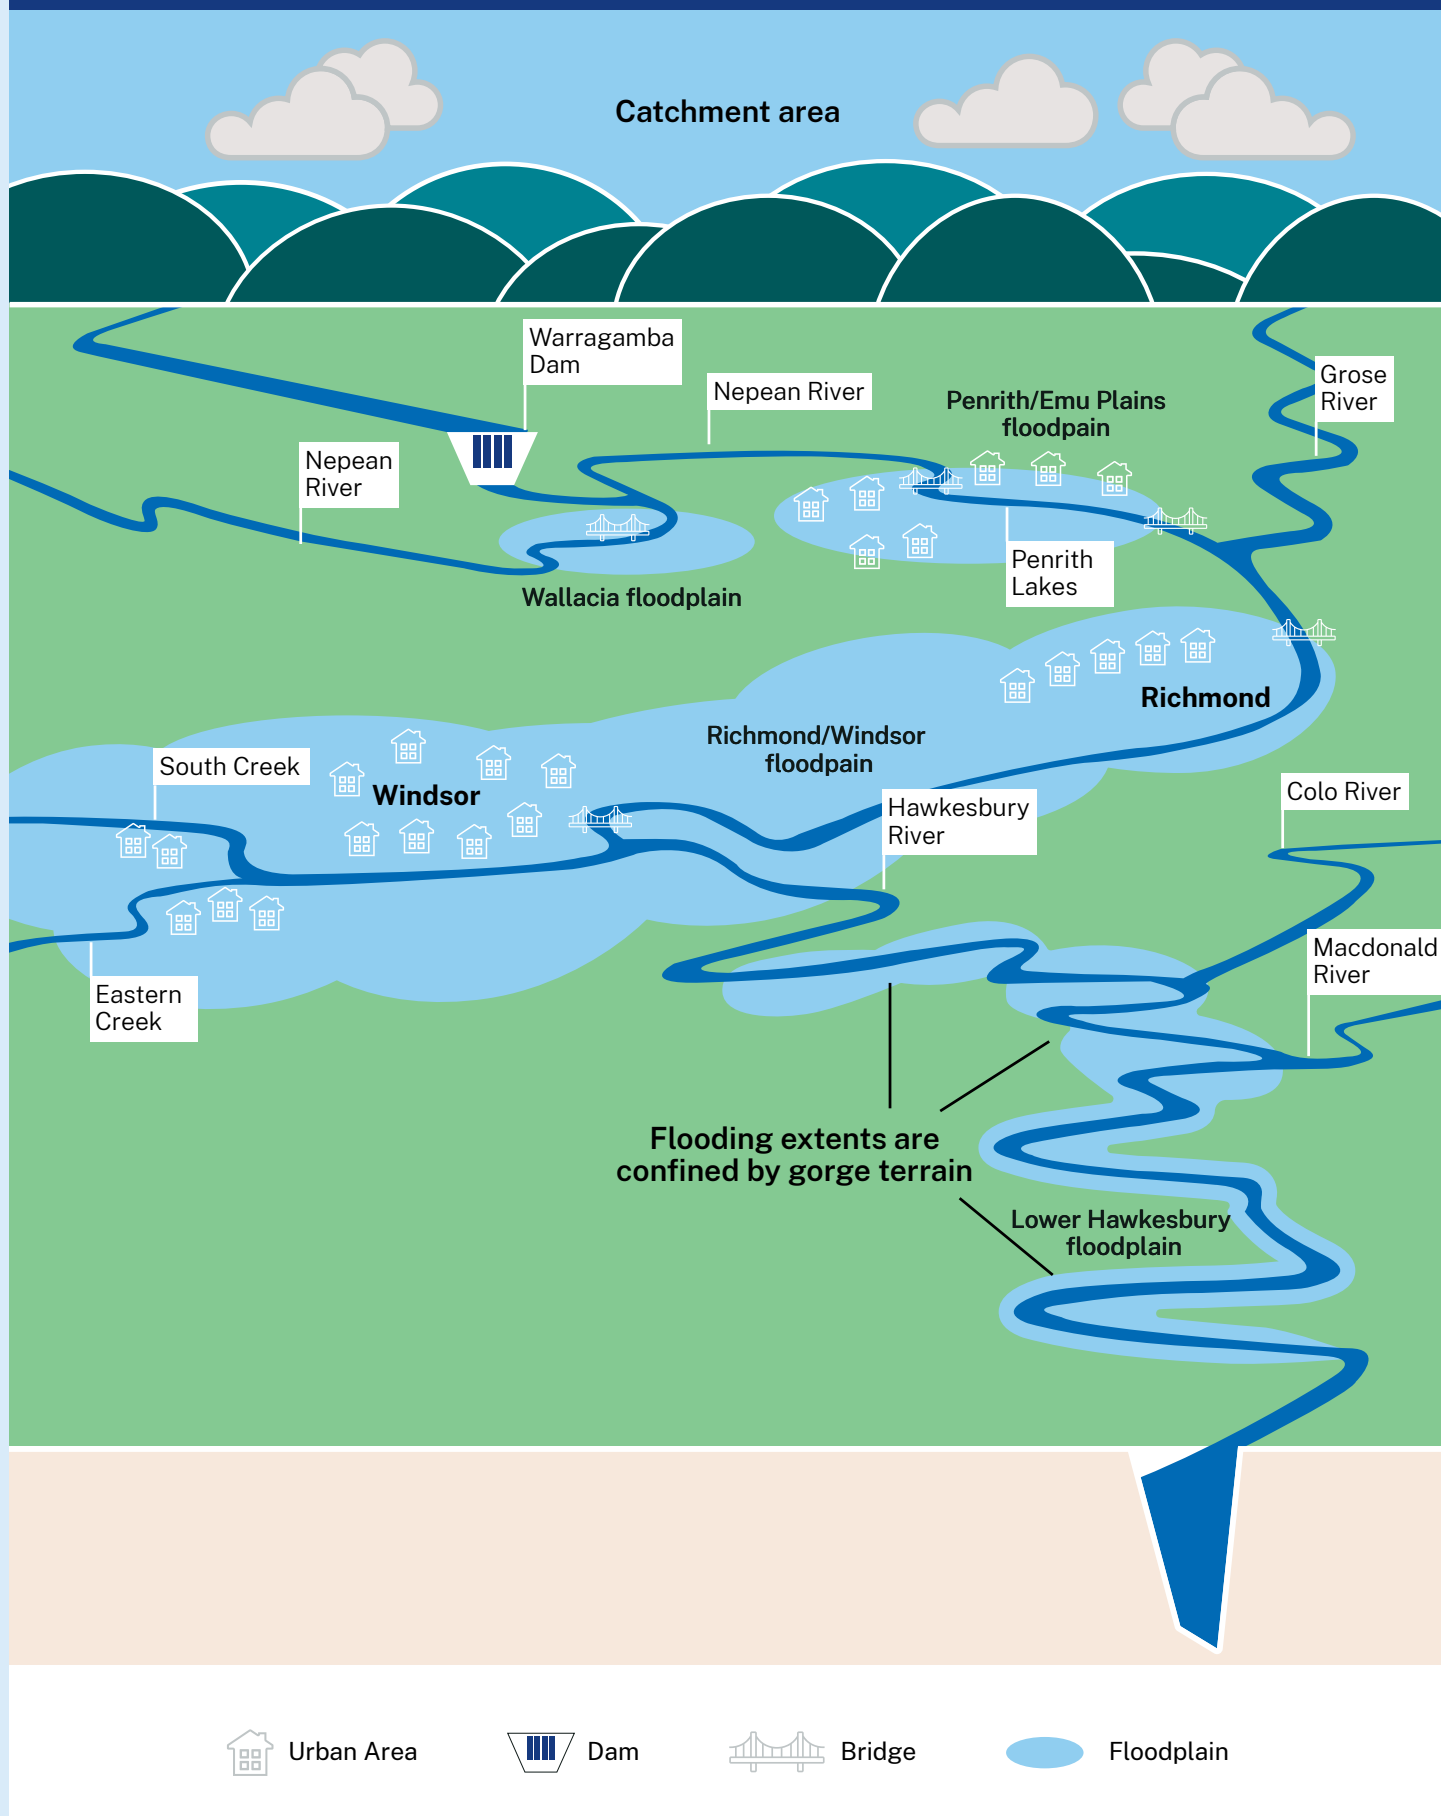 Catchment area
Warragamba
Dam
Nepean River
Penrith/Emu Plains
floodpain
Grose
River
Nepean
River
Penrith
Lakes
Wallacia floodplain
Richmond
Richmond/Windsor
floodpain
South Creek
Windsor
Hawkesbury
River
Colo River
Macdonald
River
Eastern
Creek
Flooding extents are
confined by gorge terrain
Lower Hawkesbury
floodplain
Urban Area
Dam
Bridge
Floodplain